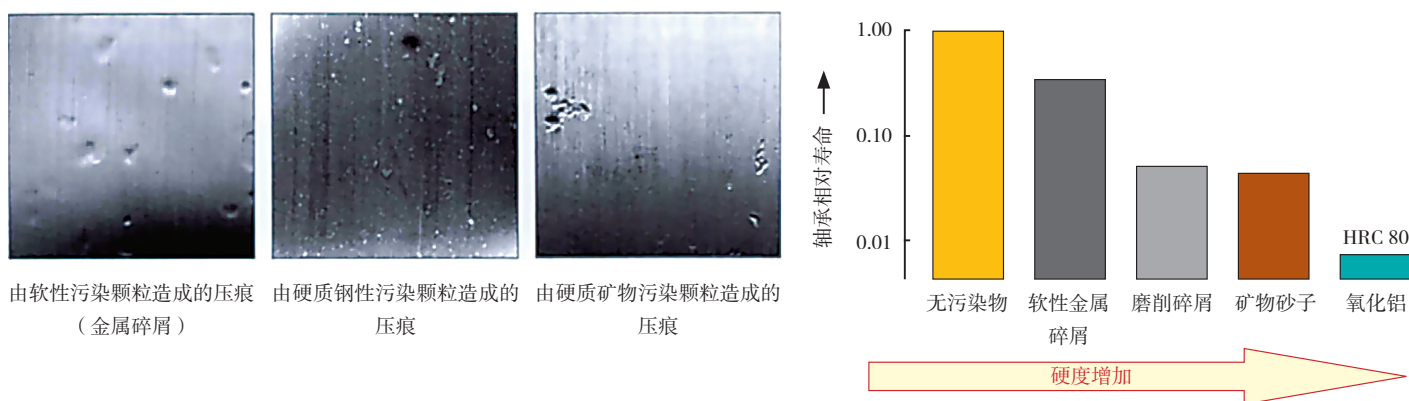 由软性污染颗粒造成的压痕
（金属碎屑）
由硬质钢性污染颗粒造成的
压痕
由硬质矿物污染颗粒造成的
压痕
轴承相对寿命
1.00
0.10
0.01
HRC 80
无污染物
软性金属
碎屑
磨削碎屑
矿物砂子
氧化铝
硬度增加